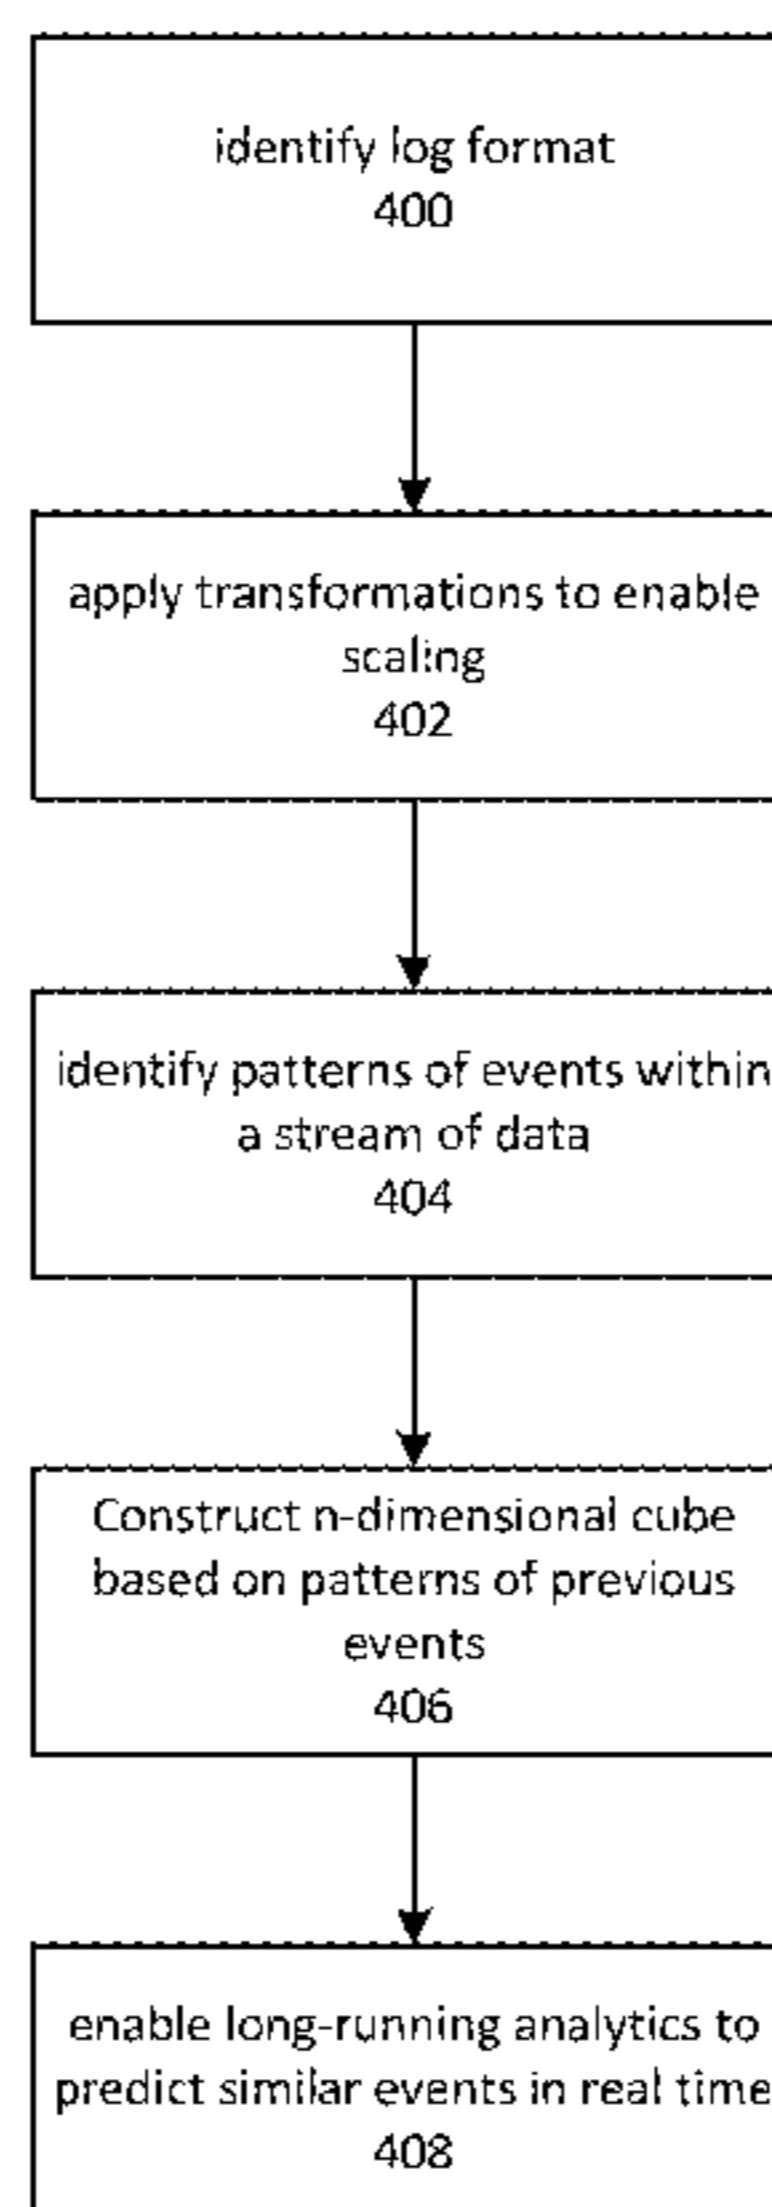 identify log format
400
apply transformations to enable
scaling
402
identify patterns of events within
a stream of data
404
Construct n-dimensional cube
based on patterns of previous
events
406
enable long-running analytics to
predict similar events in real time
408